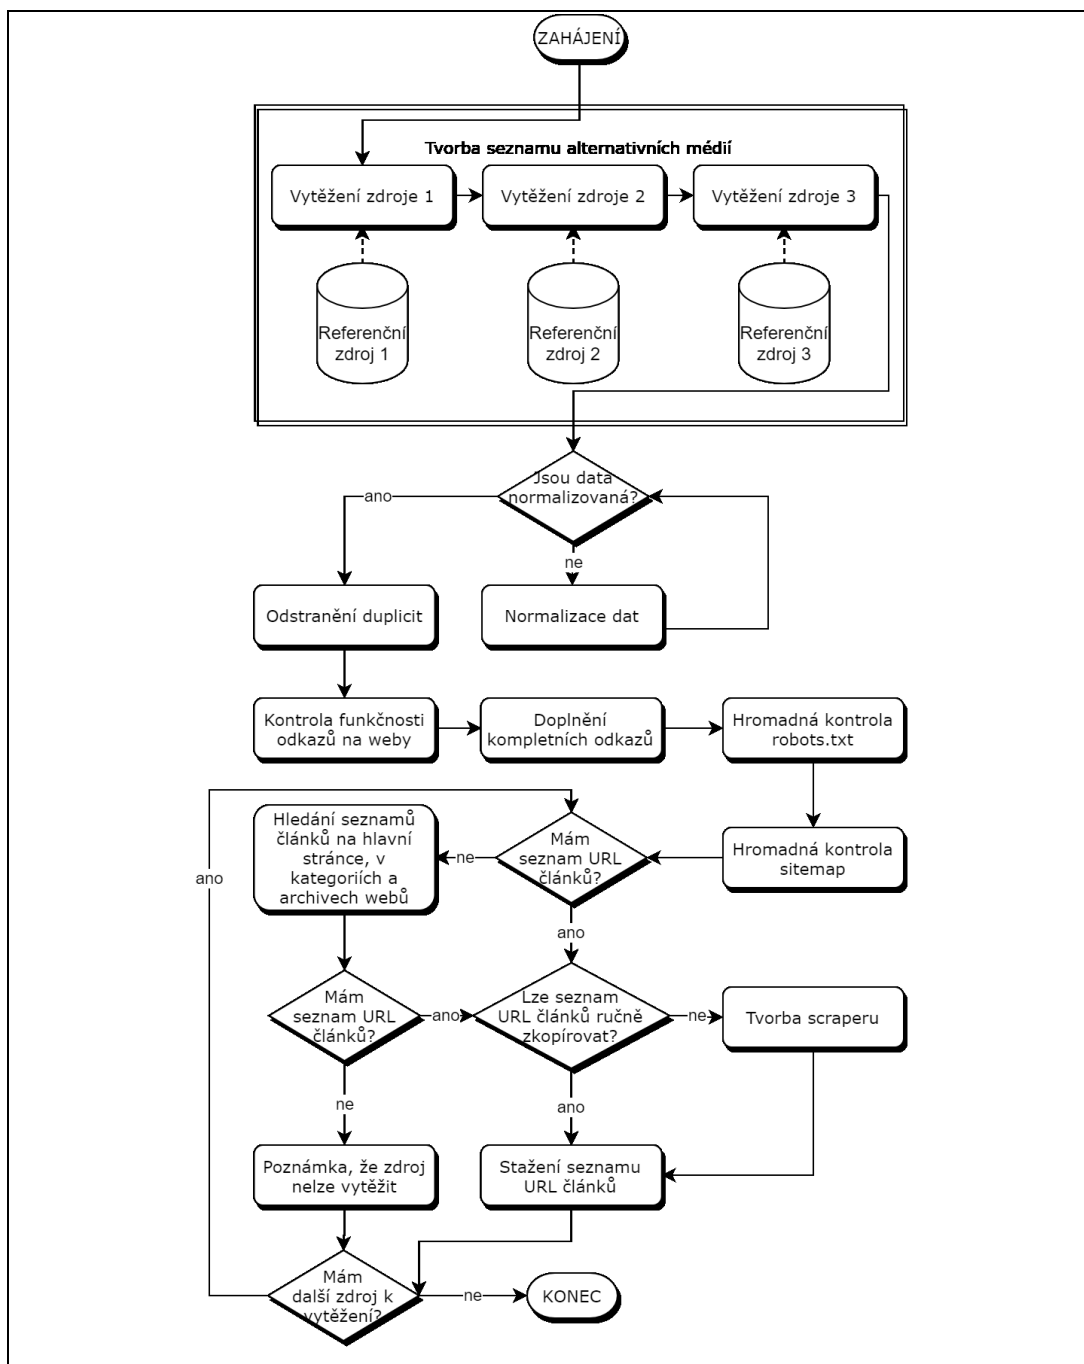 ZAHÁJENÍ
Tvorba seznamu alternativních médií
Vytěžení zdroje 1
Vytěžení zdroje 2
Vytěžení zdroje 3
Referenční
zdroj 1
Referenční
zdroj 2
Referenční
zdroj 3
Jsou data
normalizovaná?
ano
ne
Odstranění duplicit
Normalizace dat
Kontrola funkčnosti
odkazů na weby
Doplnění
kompletních odkazů
Hromadná kontrola
robots.txt
Hledání seznamů
článků na hlavní
stránce, v
kategoriích a
archivech webů
ne
Mám
seznam URL
článků?
Hromadná kontrola
sitemap
ano
ano
Mám
seznam URL
článků?
ano
Lze seznam
URL článků ručně
zkopírovat?
ne
Tvorba scraperu
ne
ano
Poznámka, že zdroj
nelze vytěžit
Stažení seznamu
URL článků
Mám
další zdroj k
vytěžení?
ne
KONEC